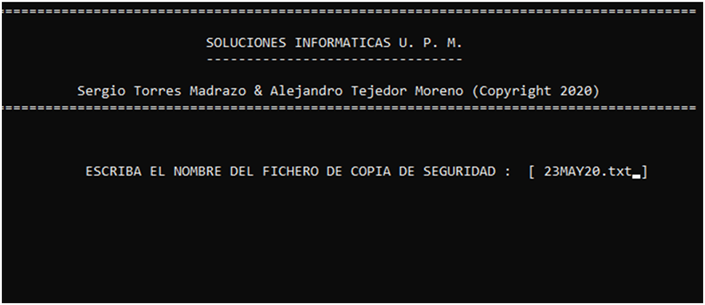 =====================================================================================
SOLUCIONES INFORMATICAS U. P. M.
--------------------------------
Sergio Torres Madrazo & Alejandro Tejedor Moreno (Copyright 2020)
=====================================================================================
ESCRIBA EL NOMBRE DEL FICHERO DE COPIA DE SEGURIDAD :  [ 23MAY20.txt_]